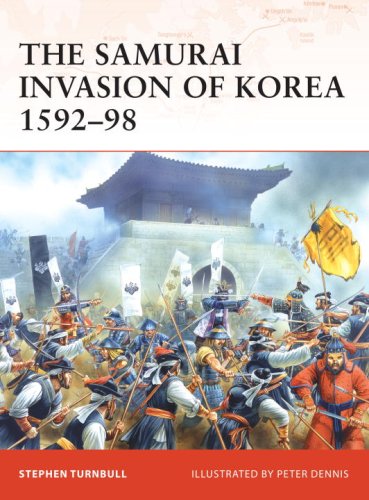 THE SAMURAI
INVASION OF KOREA
1592–98
STEPHEN TURNBULL
ILLUSTRATED BY PETER DENNIS